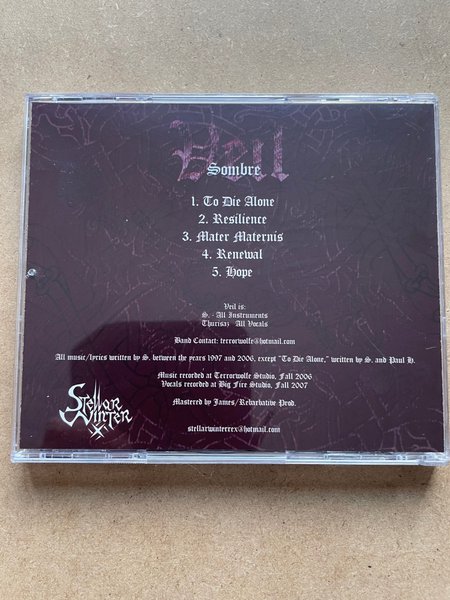 Veil
Sombre
1. To Die Alone
2. Resilience
3. Mater Maternis
4. Renewal
5. Hope
Veil is:
S. - All Instruments
Thurisaz - All Vocals
Band Contact: terrorwolfe@hotmail.com
All music/lyrics written by S. between the years 1997 and 2006, except "To Die Alone," written by S. and Paul H.
Music recorded at Terrorwolfe Studio, Fall 2006
Vocals recorded at Big Fire Studio, Fall 2007
Mastered by James/Rebarbative Prod.
Stellar
Winter
stellarwinterrex@hotmail.com